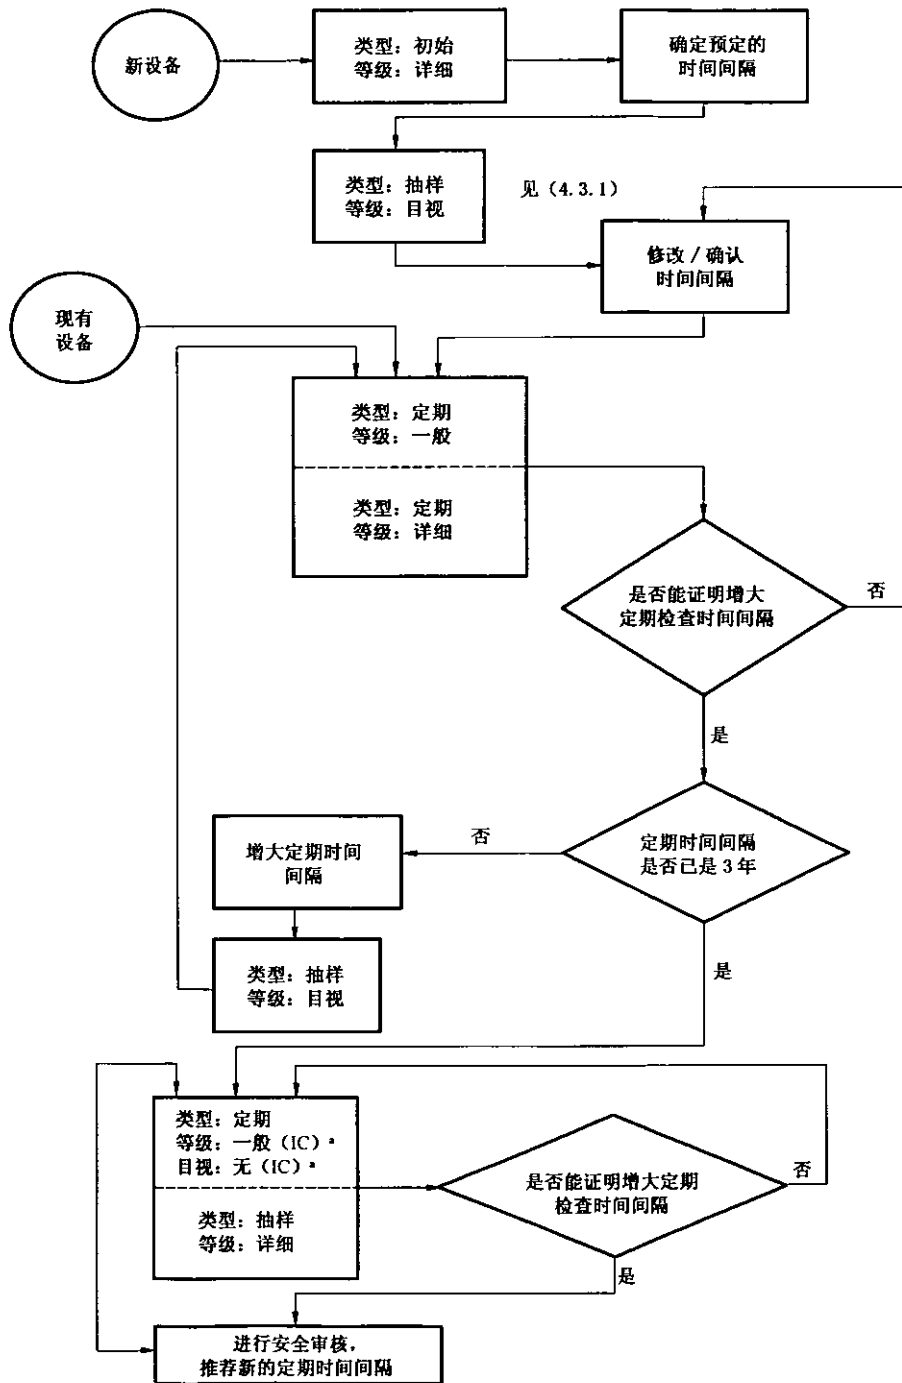 新设备
类型：初始
等级：详细
确定预定的
时间间隔
类型：抽样
等级：目视
见（4.3.1）
修改／确认
时间间隔
现有
设备
类型：定期
等级：一般
类型：定期
等级：详细
是否能证明增大
定期检查时间间隔
否
是
定期时间间隔
是否已是3年
否
增大定期时间
间隔
类型：抽样
等级：目视
是
类型：定期
等级：一般（IC）ᵃ
目视：无（IC）ᵃ
类型：抽样
等级：详细
是否能证明增大定期
检查时间间隔
否
是
进行安全审核，
推荐新的定期时间间隔